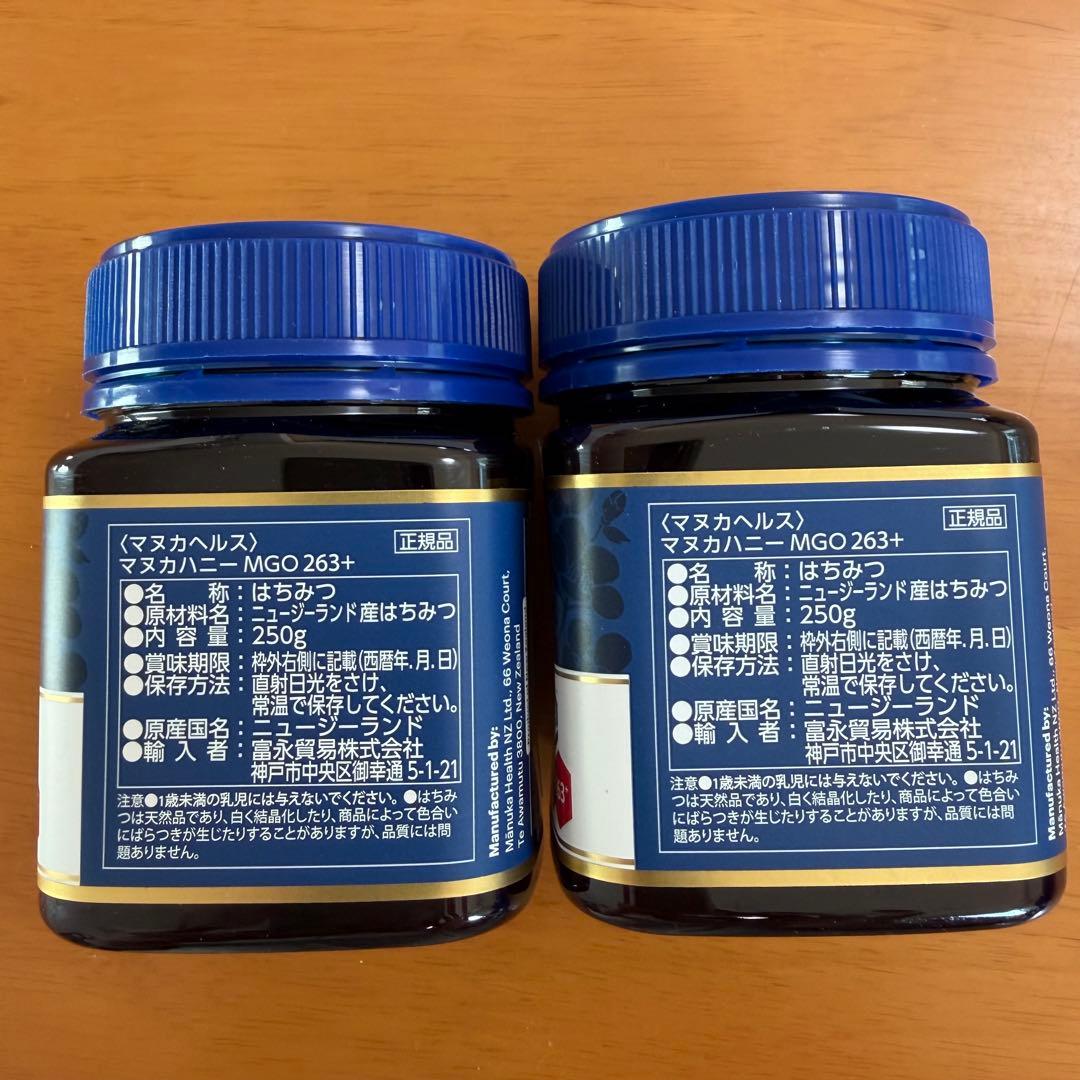 〈マヌカヘルス〉
正規品
マヌカハニー MGO 263+
●名　　称：はちみつ
●原材料名：ニュージーランド産はちみつ
●内 容 量：250g
●賞味期限：枠外右側に記載(西暦年.月.日)
●保存方法：直射日光をさけ、
常温で保存してください。
●原産国名：ニュージーランド
●輸 入 者：富永貿易株式会社
神戸市中央区御幸通 5-1-21
注意●1歳未満の乳児には与えないでください。●はちみ
つは天然品であり、白く結晶化したり、商品によって色合い
にばらつきが生じたりすることがありますが、品質には問
題ありません。
Manufactured by:
Mānuka Health NZ Ltd., 66 Weona Court,
Te Awamutu 3800, New Zealand
〈マヌカヘルス〉
正規品
マヌカハニー MGO 263+
●名　　称：はちみつ
●原材料名：ニュージーランド産はちみつ
●内 容 量：250g
●賞味期限：枠外右側に記載(西暦年.月.日)
●保存方法：直射日光をさけ、
常温で保存してください。
●原産国名：ニュージーランド
●輸 入 者：富永貿易株式会社
神戸市中央区御幸通 5-1-21
注意●1歳未満の乳児には与えないでください。●はちみ
つは天然品であり、白く結晶化したり、商品によって色合い
にばらつきが生じたりすることがありますが、品質には問
題ありません。
Manufactured by:
Mānuka Health NZ Ltd., 66 Weona Court,
263+